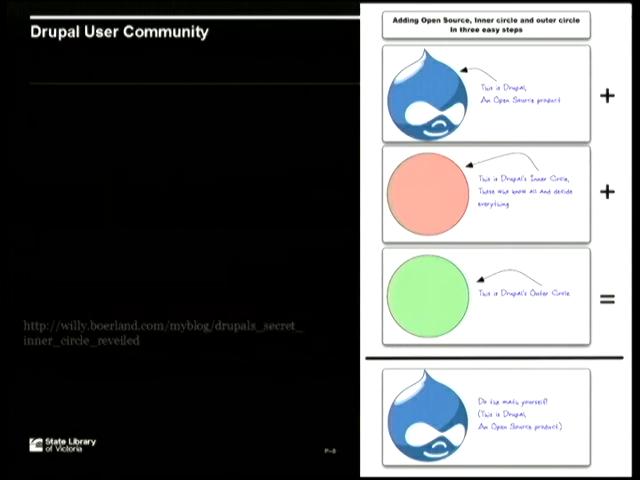 Drupal User Community
http://willy.boerland.com/myblog/drupals_secret_
inner_circle_reveiled
State Library
of Victoria
P-8
Adding Open Source, Inner circle and outer circle
In three easy steps
This is Drupal,
An Open Source product
+
This is Drupal's Inner Circle,
Those who know all and decide
everything
+
This is Drupal's Outer Circle
=
Do the math yourself!
(This is Drupal,
An Open Source product)